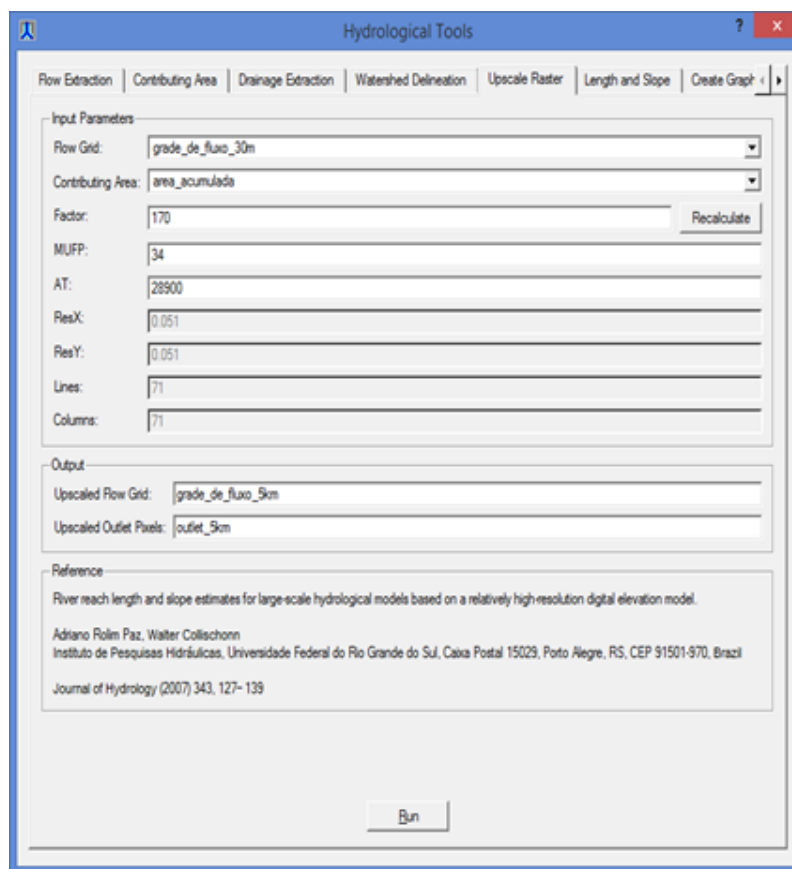 Hydrological Tools
?
x
Flow Extraction
Contributing Area
Drainage Extraction
Watershed Delineation
Upscale Raster
Length and Slope
Create Graph
Input Parameters
Flow Grid: grade_de_fluxo_30m
Contributing Area: area_acumulada
Factor: 170 Recalculate
MUFP: 34
AT: 28900
ResX: 0.051
ResY: 0.051
Lines: 71
Columns: 71
Output
Upscaled Flow Grid: grade_de_fluxo_5km
Upscaled Outlet Pixels: outlet_5km
Reference
River reach length and slope estimates for large-scale hydrological models based on a relatively high-resolution digital elevation model.
Adriano Rolim Paz, Walter Collischonn
Instituto de Pesquisas Hidráulicas, Universidade Federal do Rio Grande do Sul, Caixa Postal 15029, Porto Alegre, RS, CEP 91501-970, Brazil
Journal of Hydrology (2007) 343, 127– 139
Run